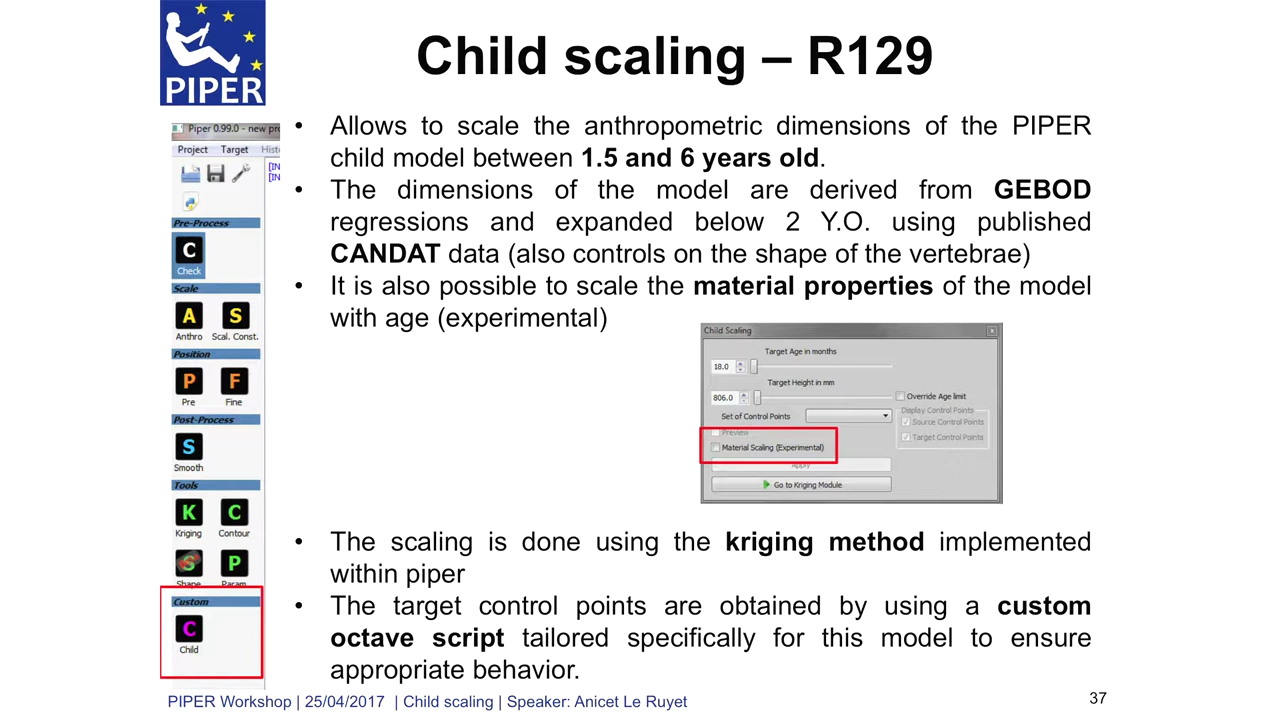 PIPER
Child scaling – R129
• Allows to scale the anthropometric dimensions of the PIPER
child model between 1.5 and 6 years old.
• The dimensions of the model are derived from GEBOD
regressions and expanded below 2 Y.O. using published
CANDAT data (also controls on the shape of the vertebrae)
• It is also possible to scale the material properties of the model
with age (experimental)
Piper 0.99.0 - new pro
Project Target Hist
[IN
[IN
Pre-Process
C
Check
Scale
A S
Anthro Scal. Const.
Position
P F
Pre Fine
Post-Process
S
Smooth
Tools
K C
Kriging Contour
S P
Shape Param
Custom
C
Child
Child Scaling x
Target Age in months
18.0
Target Height in mm
806.0
Override Age limit
Set of Control Points
Display Control Points
Source Control Points
Preview
Target Control Points
Material Scaling (Experimental)
Apply
Go to Kriging Module
• The scaling is done using the kriging method implemented
within piper
• The target control points are obtained by using a custom
octave script tailored specifically for this model to ensure
appropriate behavior.
PIPER Workshop | 25/04/2017 | Child scaling | Speaker: Anicet Le Ruyet
37